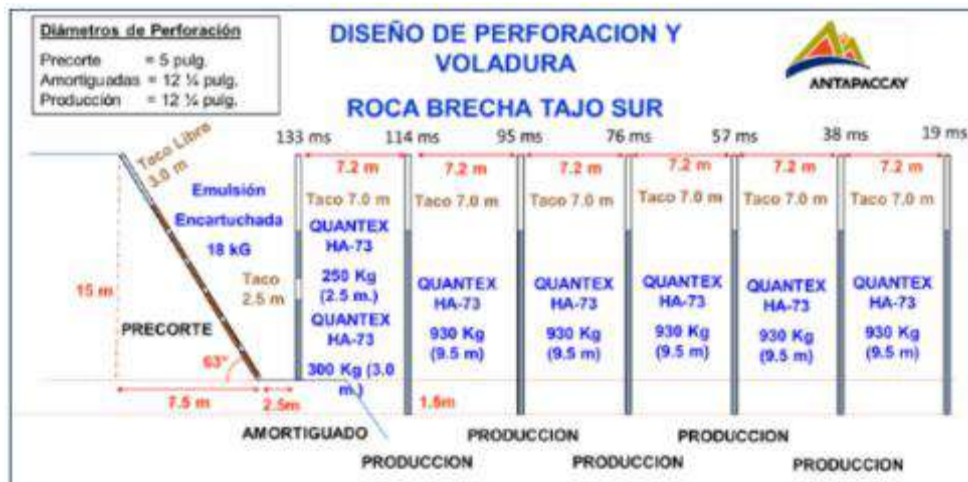 Diámetros de Perforación
Precorte = 5 pulg.
Amortiguadas = 12 ¼ pulg.
Producción = 12 ¼ pulg.
DISEÑO DE PERFORACION Y
VOLADURA
ROCA BRECHA TAJO SUR
ANTAPACCAY
133 ms 114 ms 95 ms 76 ms 57 ms 38 ms 19 ms
7.2 m 7.2 m 7.2 m 7.2 m 7.2 m 7.2 m
Taco Libre
3.0 m
Emulsión
Encartuchada
18 kG
Taco 7.0 m Taco 7.0 m Taco 7.0 m Taco 7.0 m Taco 7.0 m Taco 7.0 m
QUANTEX
HA-73
250 Kg
(2.5 m.)
Taco
2.5 m
QUANTEX
HA-73
300 Kg (3.0
m.)
QUANTEX
HA-73
930 Kg
(9.5 m)
QUANTEX
HA-73
930 Kg
(9.5 m)
QUANTEX
HA-73
930 Kg
(9.5 m)
QUANTEX
HA-73
930 Kg
(9.5 m)
QUANTEX
HA-73
930 Kg
(9.5 m)
15 m
PRECORTE
63°
7.5 m
2.5m
1.5m
AMORTIGUADO
PRODUCCION PRODUCCION
PRODUCCION PRODUCCION PRODUCCION